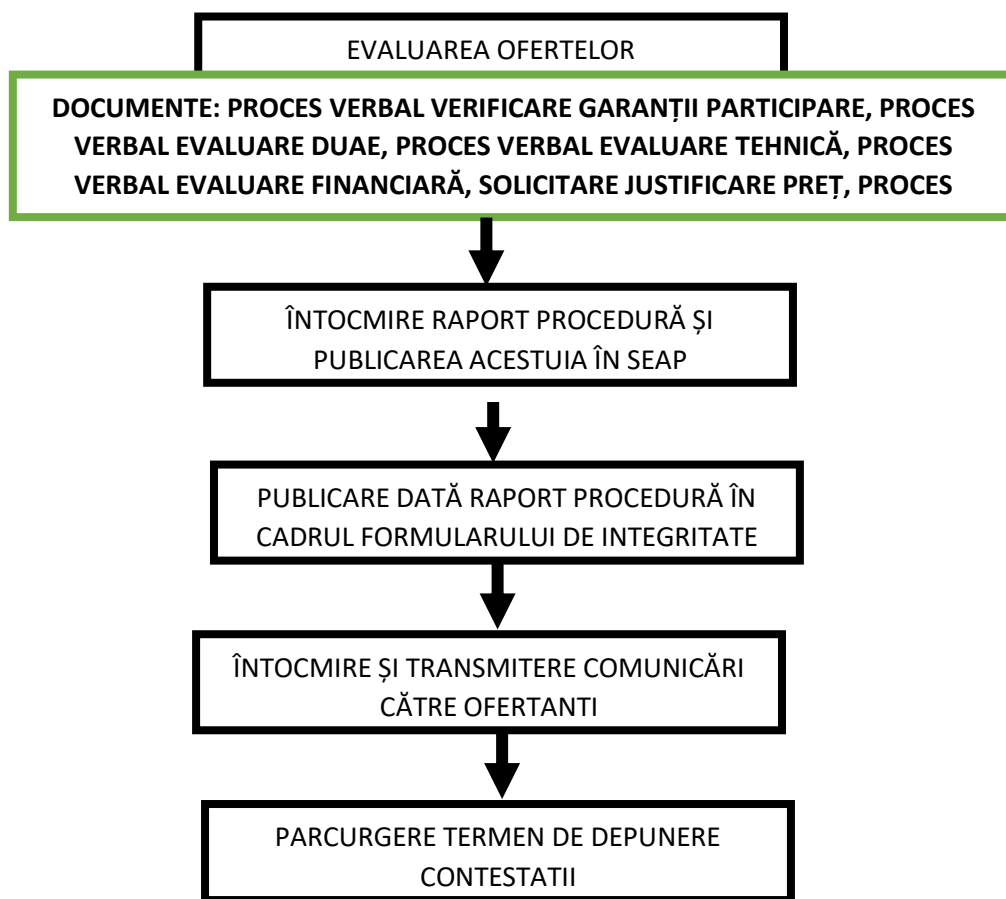 EVALUAREA OFERTELOR
DOCUMENTE: PROCES VERBAL VERIFICARE GARANȚII PARTICIPARE, PROCES
VERBAL EVALUARE DUAE, PROCES VERBAL EVALUARE TEHNICĂ, PROCES
VERBAL EVALUARE FINANCIARĂ, SOLICITARE JUSTIFICARE PREȚ, PROCES
ÎNTOCMIRE RAPORT PROCEDURĂ ȘI
PUBLICAREA ACESTUIA ÎN SEAP
PUBLICARE DATĂ RAPORT PROCEDURĂ ÎN
CADRUL FORMULARULUI DE INTEGRITATE
ÎNTOCMIRE ȘI TRANSMITERE COMUNICĂRI
CĂTRE OFERTANTI
PARCURGERE TERMEN DE DEPUNERE
CONTESTATII